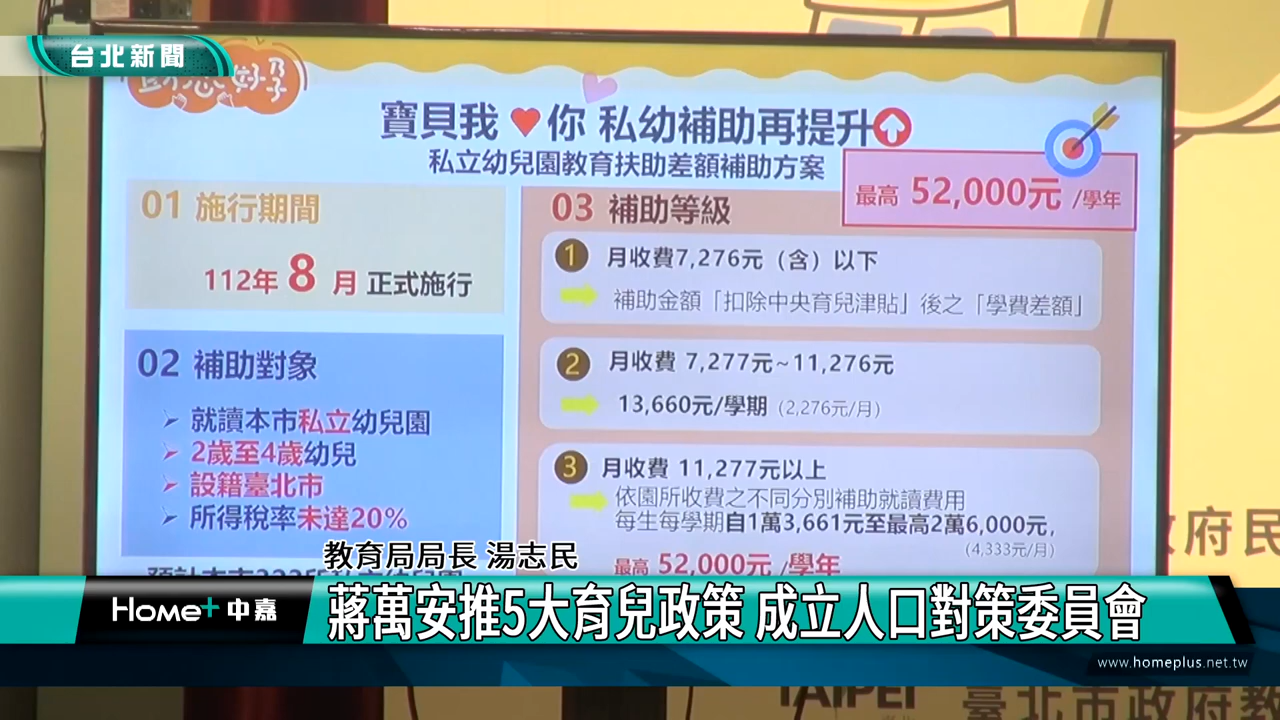 台北新聞
好孕
寶貝我 你 私幼補助再提升
私立幼兒園教育扶助差額補助方案
最高 52,000元 /學年
01 施行期間
112年 8 月 正式施行
02 補助對象
就讀本市私立幼兒園
2歲至4歲幼兒
設籍臺北市
所得稅率未達20%
03 補助等級
1 月收費7,276元（含）以下
補助金額「扣除中央育兒津貼」後之「學費差額」
2 月收費 7,277元~11,276元
13,660元/學期 (2,276元/月)
3 月收費 11,277元以上
依園所收費之不同分別補助就讀費用
每生每學期自1萬3,661元至最高2萬6,000元,
(4,333元/月)
最高 52,000元 /學年
政府民
教育局局長 湯志民
Home+ 中嘉
蔣萬安推5大育兒政策 成立人口對策委員會
www.homeplus.net.tw
TAIPEI
臺北市政府教